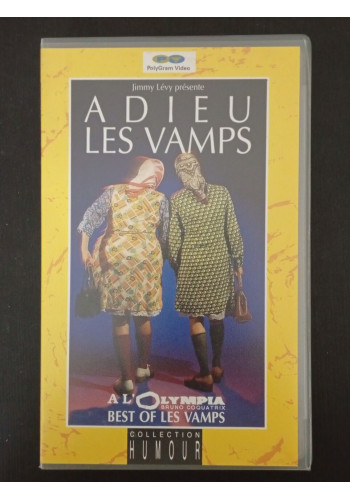 PolyGram Video
Jimmy Lévy présente
ADIEU
LES VAMPS
A L'OLYMPIA
BRUNO COQUATRIX
BEST OF LES VAMPS
COLLECTION
HUMOUR